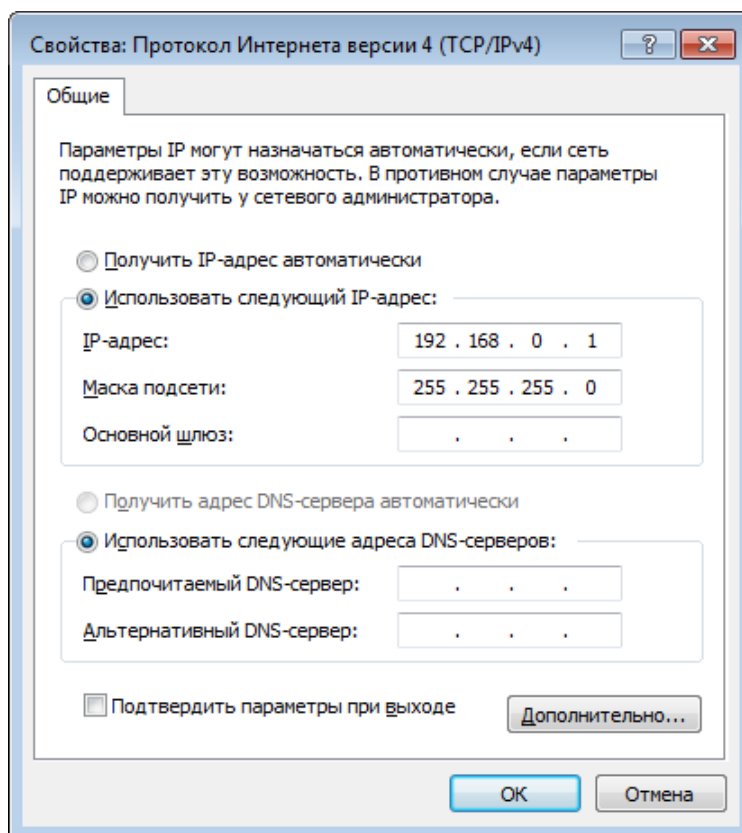 Свойства: Протокол Интернета версии 4 (TCP/IPv4)
Общие
Параметры IP могут назначаться автоматически, если сеть
поддерживает эту возможность. В противном случае параметры
IP можно получить у сетевого администратора.
Получить IP-адрес автоматически
Использовать следующий IP-адрес:
IP-адрес: 192 . 168 . 0 . 1
Маска подсети: 255 . 255 . 255 . 0
Основной шлюз: . . .
Получить адрес DNS-сервера автоматически
Использовать следующие адреса DNS-серверов:
Предпочитаемый DNS-сервер: . . .
Альтернативный DNS-сервер: . . .
Подтвердить параметры при выходе
Дополнительно...
ОК Отмена